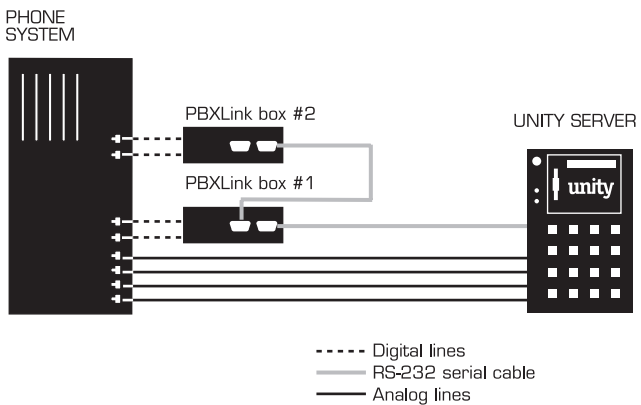 PHONE
SYSTEM
PBXLink box #2
UNITY SERVER
PBXLink box #1
unity
Digital lines
RS-232 serial cable
Analog lines